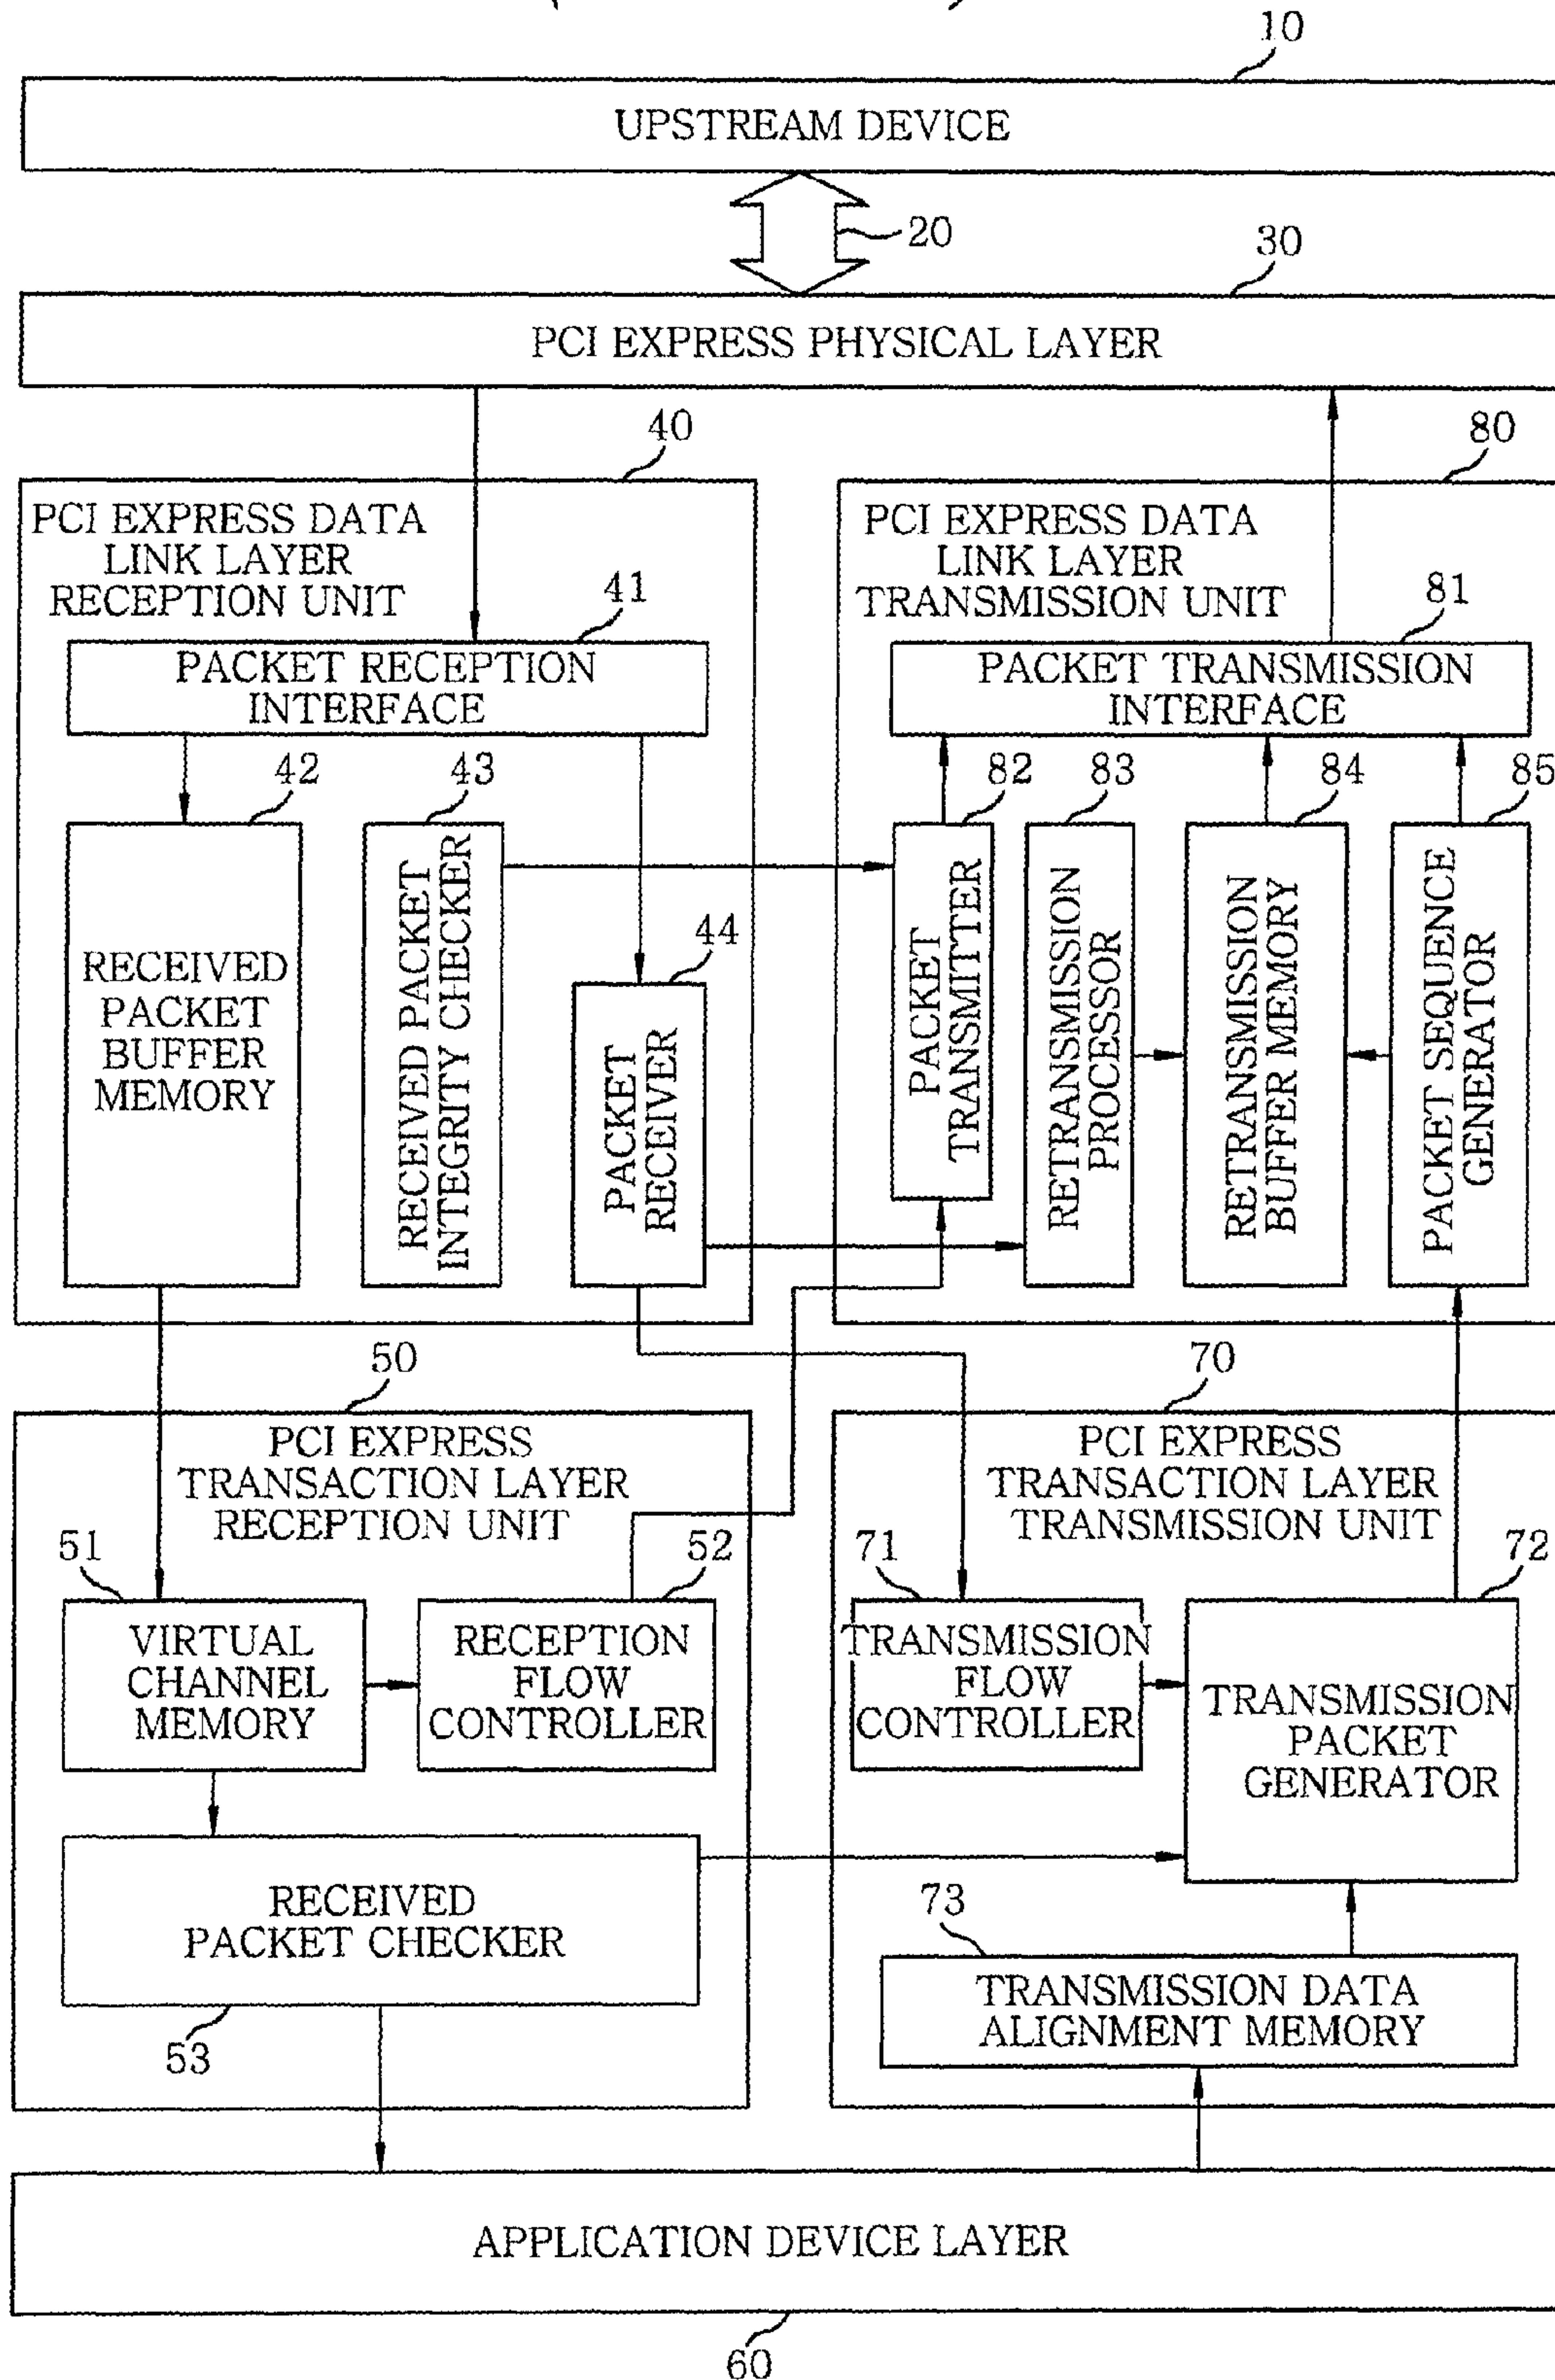 10
UPSTREAM DEVICE
20
30
PCI EXPRESS PHYSICAL LAYER
40
PCI EXPRESS DATA
LINK LAYER
RECEPTION UNIT
41
PACKET RECEPTION
INTERFACE
42
RECEIVED
PACKET
BUFFER
MEMORY
43
RECEIVED PACKET
INTEGRITY CHECKER
44
PACKET
RECEIVER
80
PCI EXPRESS DATA
LINK LAYER
TRANSMISSION UNIT
81
PACKET TRANSMISSION
INTERFACE
82
PACKET
TRANSMITTER
83
RETRANSMISSION
PROCESSOR
84
RETRANSMISSION
BUFFER MEMORY
85
PACKET SEQUENCE
GENERATOR
50
PCI EXPRESS
TRANSACTION LAYER
RECEPTION UNIT
51
VIRTUAL
CHANNEL
MEMORY
52
RECEPTION
FLOW
CONTROLLER
RECEIVED
PACKET CHECKER
53
70
PCI EXPRESS
TRANSACTION LAYER
TRANSMISSION UNIT
71
TRANSMISSION
FLOW
CONTROLLER
72
TRANSMISSION
PACKET
GENERATOR
73
TRANSMISSION DATA
ALIGNMENT MEMORY
APPLICATION DEVICE LAYER
60